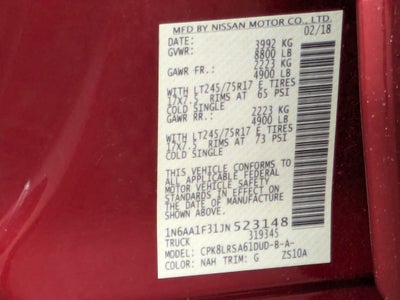 MFD BY NISSAN MOTOR CO., LTD.
DATE: 02/18
GVWR: 3992 KG
8800 LB
GAWR FR.: 2223 KG
4900 LB
WITH LT245/75R17 E TIRES
17X7.5 RIMS AT 65 PSI
COLD SINGLE
GAWR RR.: 2223 KG
4900 LB
WITH LT245/75R17 E TIRES
17X7.5 RIMS AT 73 PSI
COLD SINGLE
THIS VEHICLE CONFORMS TO
ALL APPLICABLE FEDERAL
MOTOR VEHICLE SAFETY
STANDARDS IN EFFECT ON
THE DATE OF MANUFACTURE
1N6AA1F31JN523148
TRUCK 319345
MODEL: CPK8LRSA61DUD-B-A-
COLOR: NAH TRIM: G ZS10A